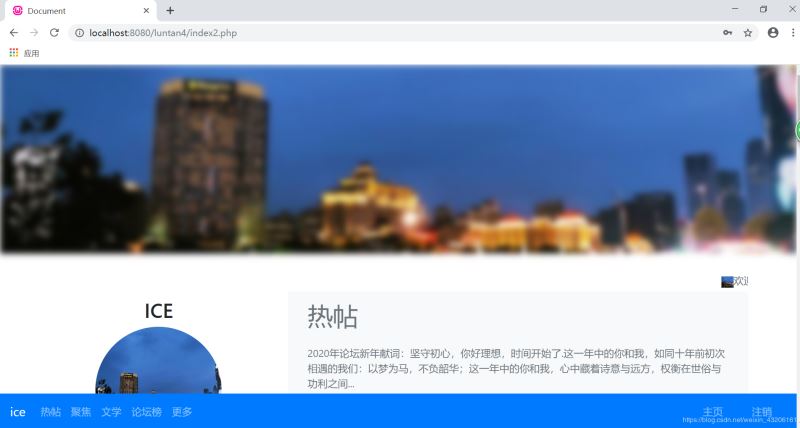 Document
localhost:8080/luntan4/index2.php
应用
欢迎
ICE
热帖
2020年论坛新年献词：坚守初心，你好理想，时间开始了.这一年中的你和我，如同十年前初次
相遇的我们：以梦为马，不负韶华；这一年中的你和我，心中藏着诗意与远方，权衡在世俗与
功利之间...
ice 热帖 聚焦 文学 论坛榜 更多 主页 注销
https://blog.csdn.net/weixin_43206161